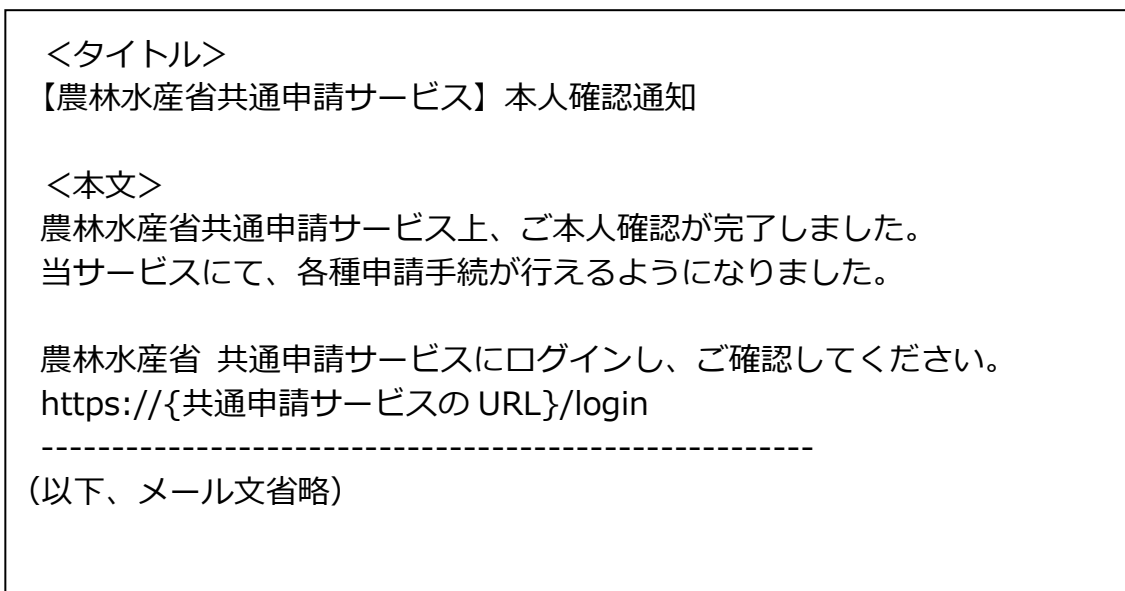 ＜タイトル＞
【農林水産省共通申請サービス】本人確認通知
＜本文＞
農林水産省共通申請サービス上、ご本人確認が完了しました。
当サービスにて、各種申請手続が行えるようになりました。
農林水産省 共通申請サービスにログインし、ご確認してください。
https://{共通申請サービスの URL}/login
-------------------------------------------------------
（以下、メール文省略）